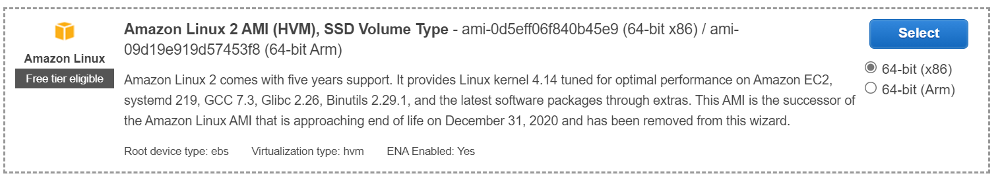 Amazon Linux
Free tier eligible
Amazon Linux 2 AMI (HVM), SSD Volume Type - ami-0d5eff06f840b45e9 (64-bit x86) / ami-
09d19e919d57453f8 (64-bit Arm)
Amazon Linux 2 comes with five years support. It provides Linux kernel 4.14 tuned for optimal performance on Amazon EC2,
systemd 219, GCC 7.3, Glibc 2.26, Binutils 2.29.1, and the latest software packages through extras. This AMI is the successor of
the Amazon Linux AMI that is approaching end of life on December 31, 2020 and has been removed from this wizard.
Root device type: ebs Virtualization type: hvm ENA Enabled: Yes
Select
64-bit (x86)
64-bit (Arm)